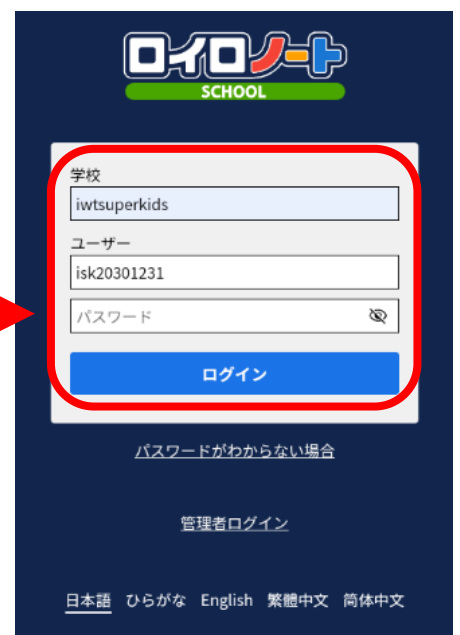 ロイロノート
SCHOOL
学校
iwtsuperkids
ユーザー
isk20301231
パスワード
ログイン
パスワードがわからない場合
管理者ログイン
日本語 ひらがな English 繁體中文 简体中文